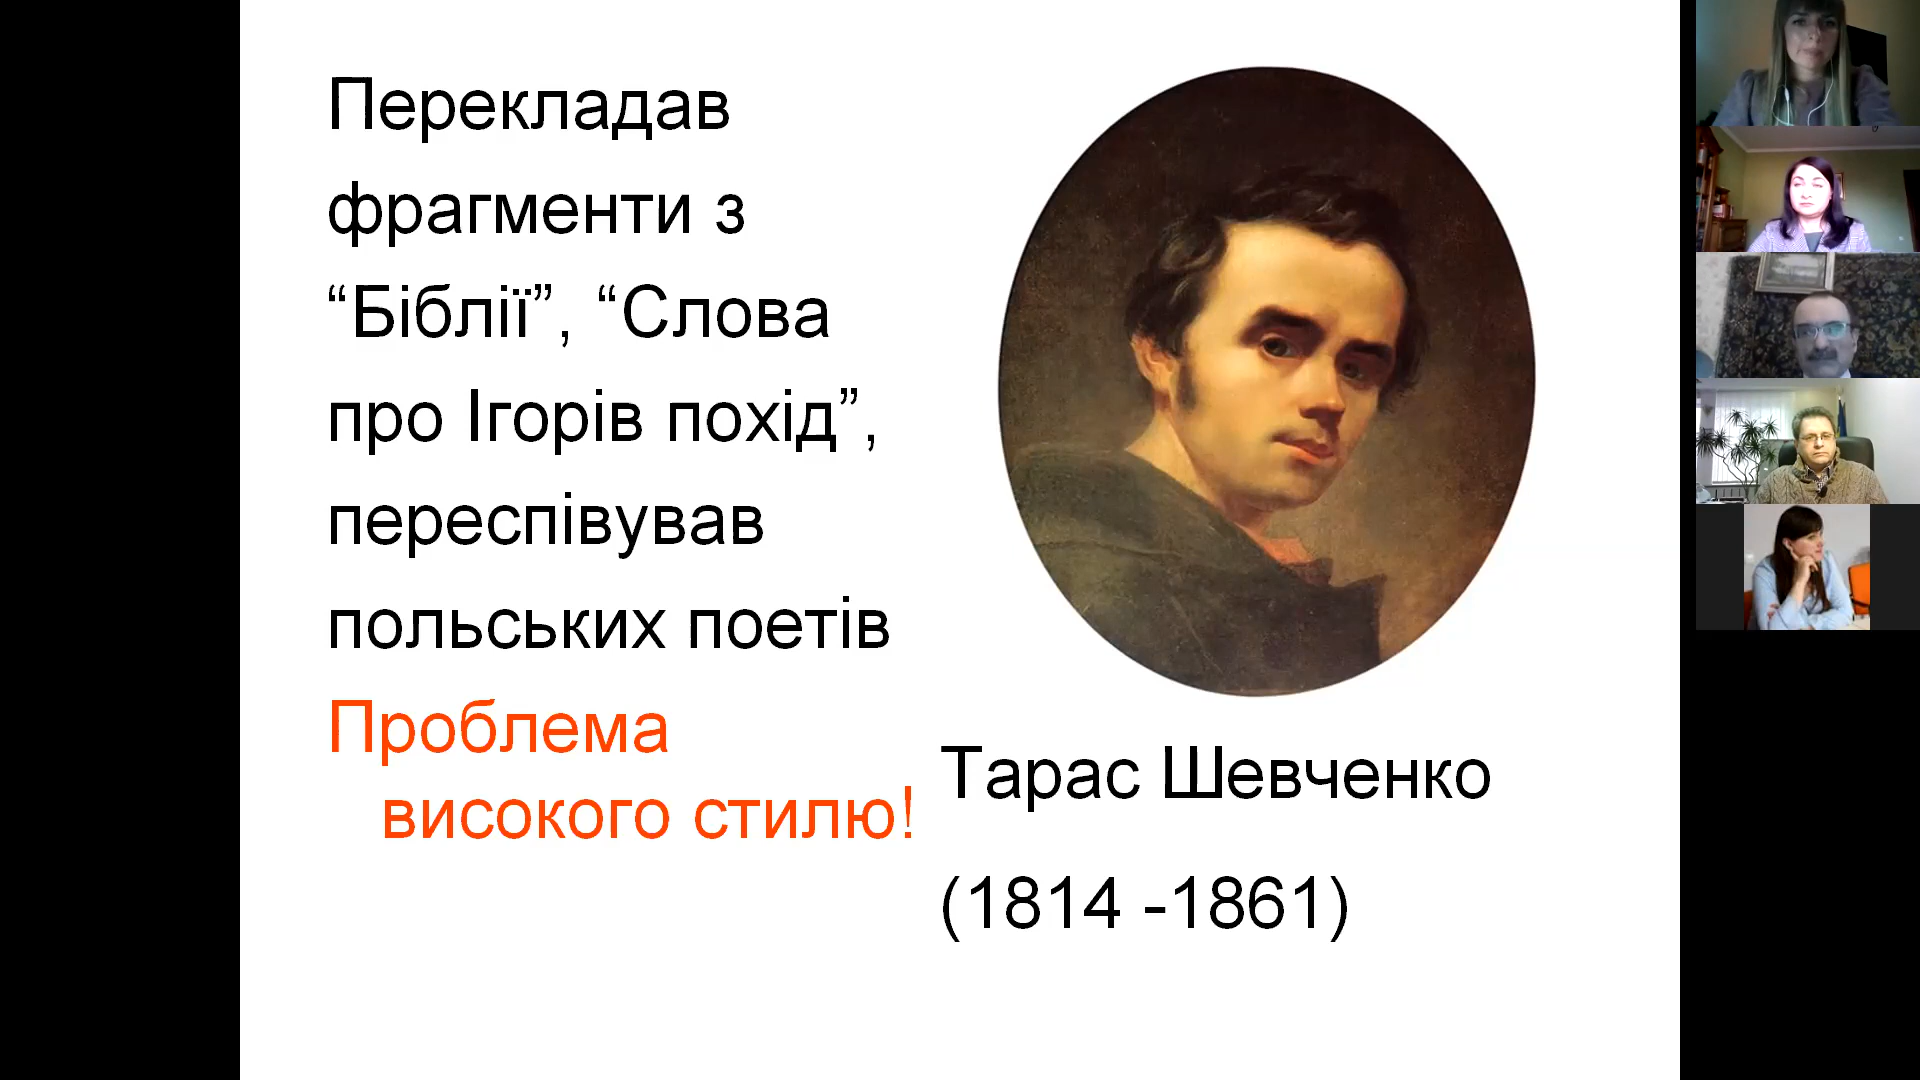 Перекладав
фрагменти з
“Біблії”, “Слова
про Ігорів похід”,
переспівував
польських поетів
Проблема
високого стилю!
Тарас Шевченко
(1814 -1861)